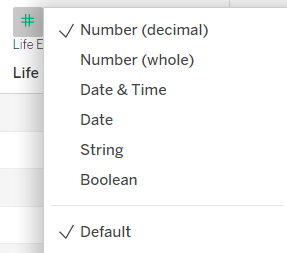 #
Number (decimal)
Number (whole)
Life E
Life
Date & Time
Date
String
Boolean
Default